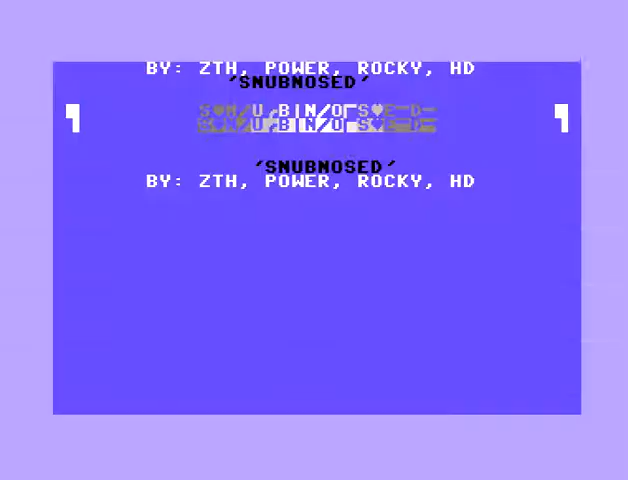 BY: ZTH, POWER, ROCKY, HD
'SNUBNOSED'
'SNUBNOSED'
BY: ZTH, POWER, ROCKY, HD